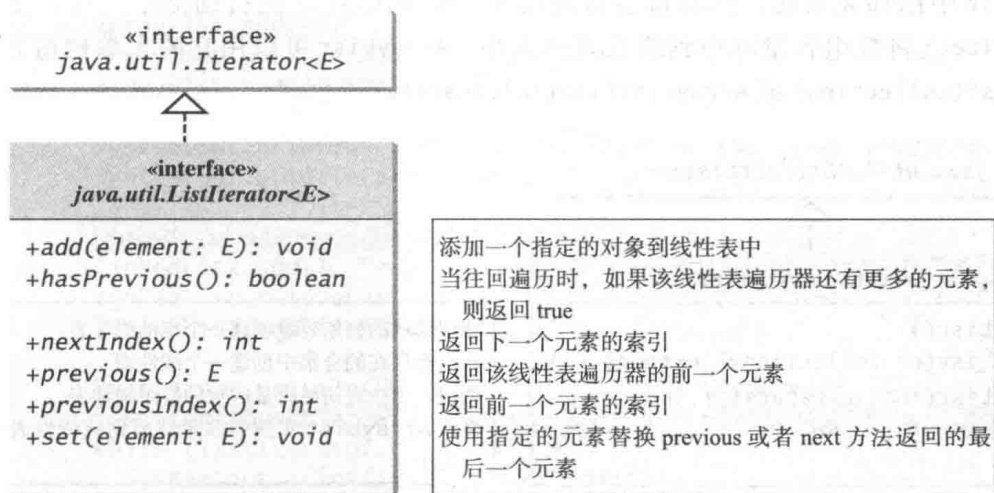 «interface»
java.util.Iterator<E>
«interface»
java.util.ListIterator<E>
+add(element: E): void
+hasPrevious(): boolean
+nextIndex(): int
+previous(): E
+previousIndex(): int
+set(element: E): void
添加一个指定的对象到线性表中
当往回遍历时，如果该线性表遍历器还有更多的元素，
则返回 true
返回下一个元素的索引
返回该线性表遍历器的前一个元素
返回前一个元素的索引
使用指定的元素替换 previous 或者 next 方法返回的最
后一个元素